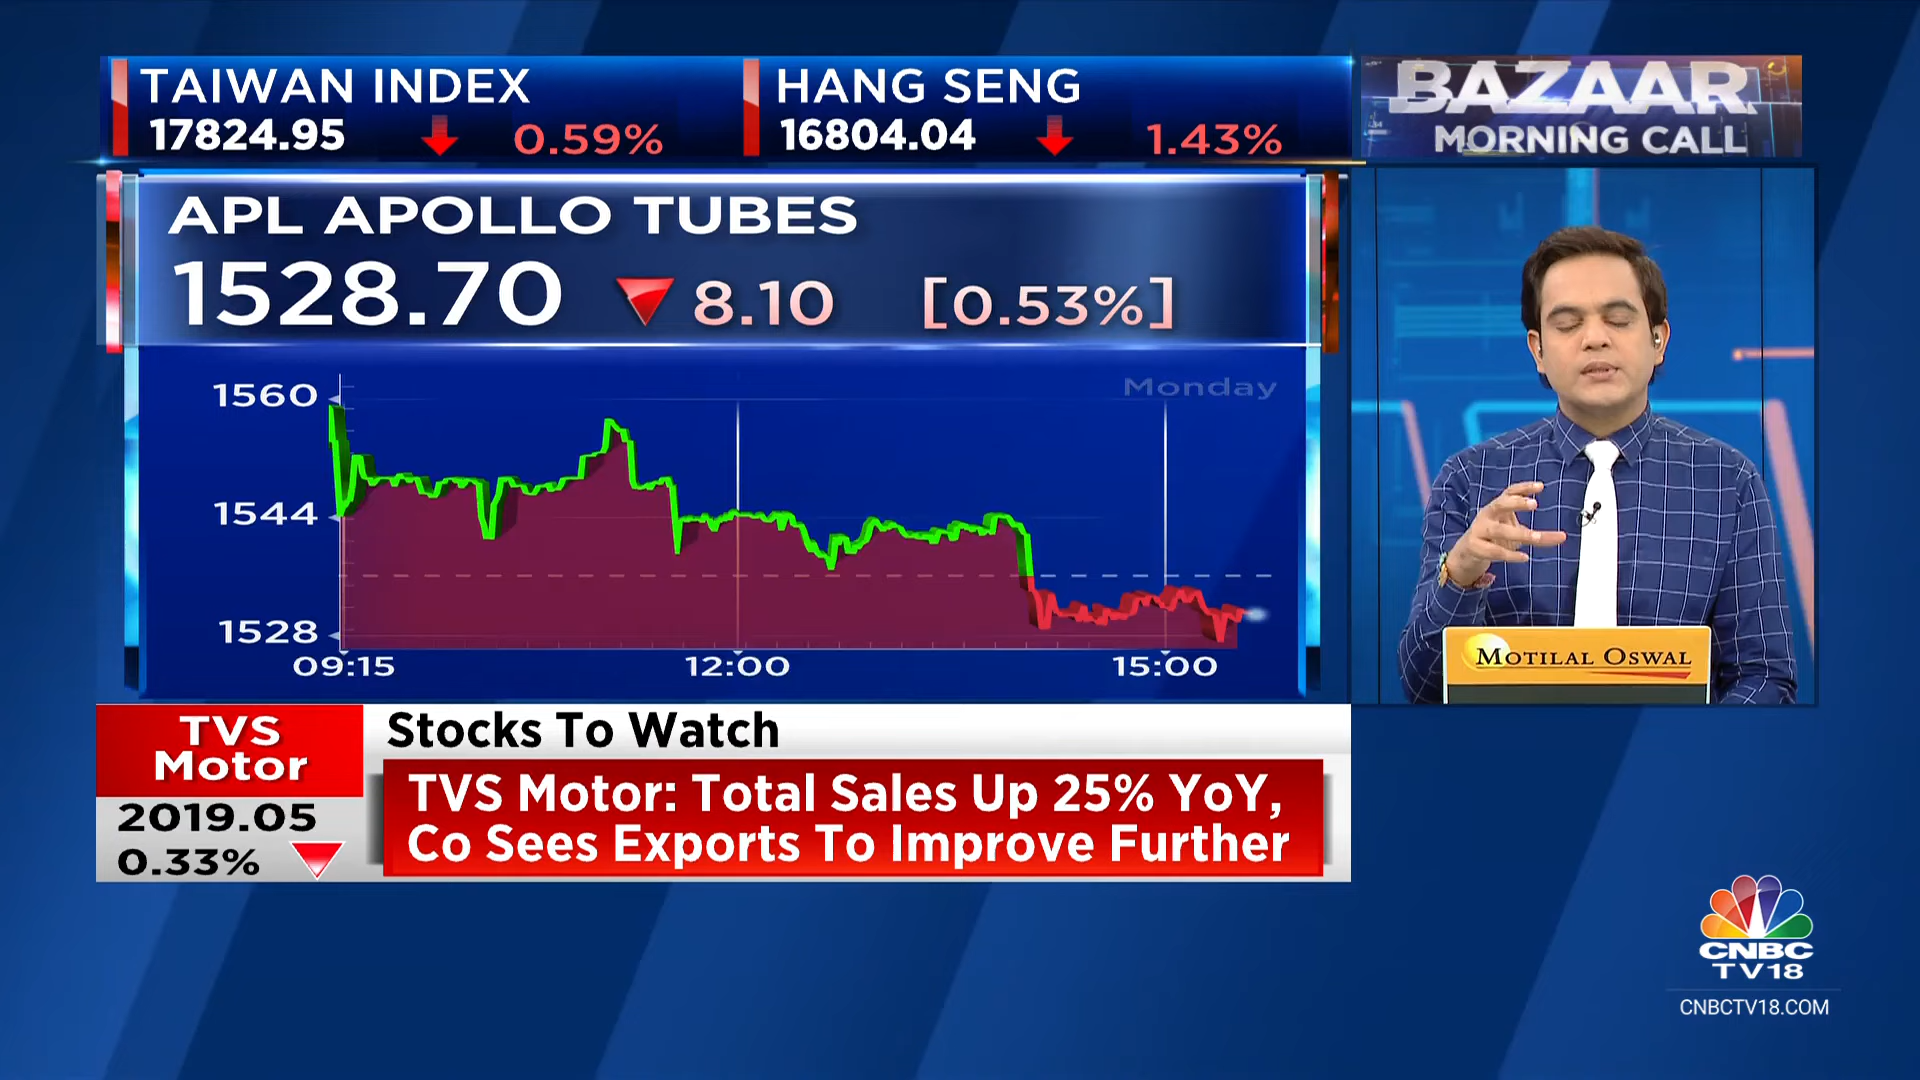 TAIWAN INDEX
17824.95 0.59%
HANG SENG
16804.04 1.43%
BAZAAR
MORNING CALL
APL APOLLO TUBES
1528.70 8.10 [0.53%]
Monday
1560
1544
1528
09:15 12:00 15:00
MOTILAL OSWAL
TVS
Motor
2019.05
0.33%
Stocks To Watch
TVS Motor: Total Sales Up 25% YoY,
Co Sees Exports To Improve Further
CNBC
TV18
CNBCTV18.COM